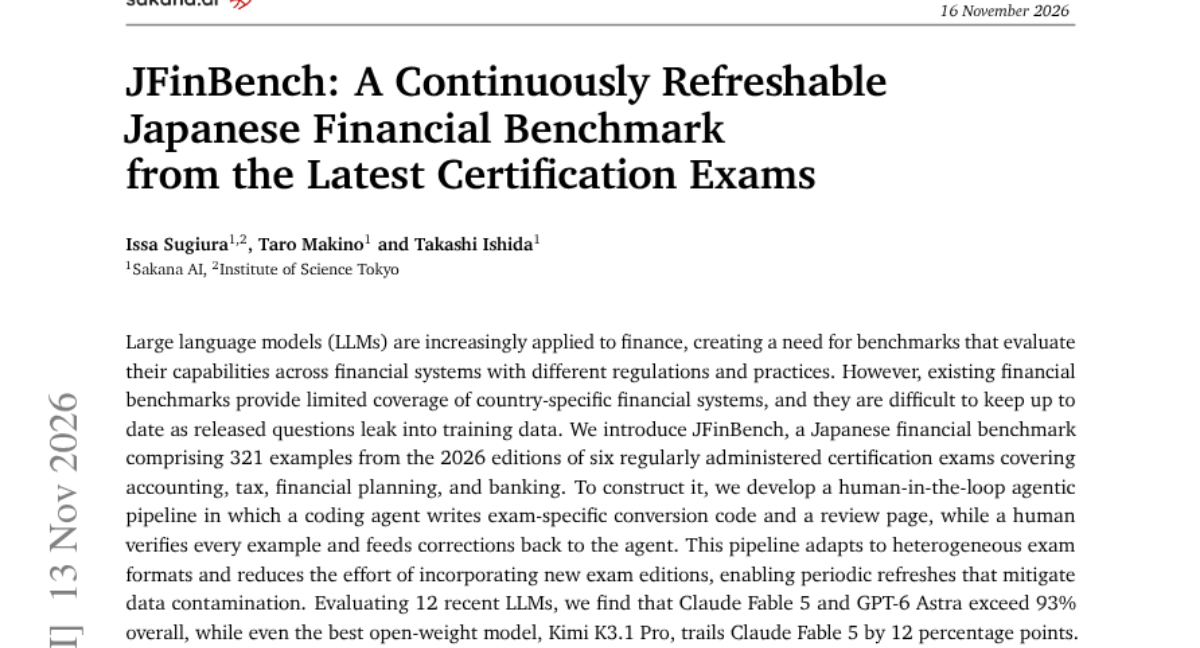 sakana.ai
16 November 2026
JFinBench: A Continuously Refreshable
Japanese Financial Benchmark
from the Latest Certification Exams
Issa Sugiura1,2, Taro Makino1 and Takashi Ishida1
1Sakana AI, 2Institute of Science Tokyo
Large language models (LLMs) are increasingly applied to finance, creating a need for benchmarks that evaluate
their capabilities across financial systems with different regulations and practices. However, existing financial
benchmarks provide limited coverage of country-specific financial systems, and they are difficult to keep up to
date as released questions leak into training data. We introduce JFinBench, a Japanese financial benchmark
comprising 321 examples from the 2026 editions of six regularly administered certification exams covering
accounting, tax, financial planning, and banking. To construct it, we develop a human-in-the-loop agentic
pipeline in which a coding agent writes exam-specific conversion code and a review page, while a human
verifies every example and feeds corrections back to the agent. This pipeline adapts to heterogeneous exam
formats and reduces the effort of incorporating new exam editions, enabling periodic refreshes that mitigate
data contamination. Evaluating 12 recent LLMs, we find that Claude Fable 5 and GPT-6 Astra exceed 93%
overall, while even the best open-weight model, Kimi K3.1 Pro, trails Claude Fable 5 by 12 percentage points.
I] 13 Nov 2026